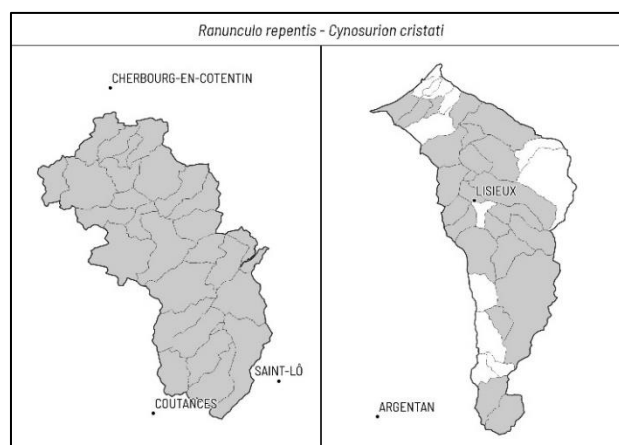 Ranunculo repentis - Cynosurion cristati
CHERBOURG-EN-COTENTIN
SAINT-LÔ
COUTANCES
LISIEUX
ARGENTAN